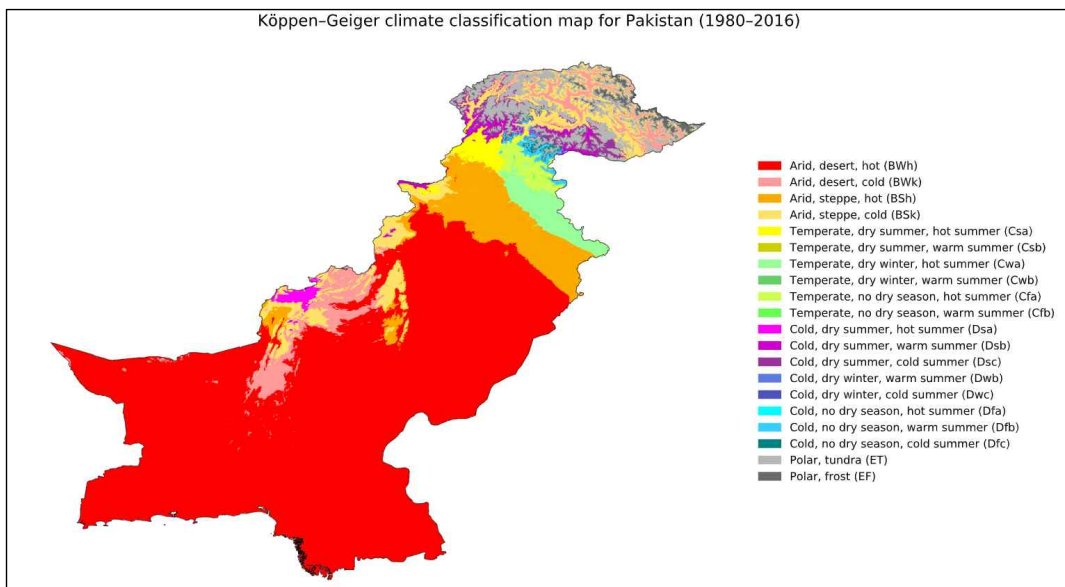 Köppen–Geiger climate classification map for Pakistan (1980–2016)
Arid, desert, hot (BWh)
Arid, desert, cold (BWk)
Arid, steppe, hot (BSh)
Arid, steppe, cold (BSk)
Temperate, dry summer, hot summer (Csa)
Temperate, dry summer, warm summer (Csb)
Temperate, dry winter, hot summer (Cwa)
Temperate, dry winter, warm summer (Cwb)
Temperate, no dry season, hot summer (Cfa)
Temperate, no dry season, warm summer (Cfb)
Cold, dry summer, hot summer (Dsa)
Cold, dry summer, warm summer (Dsb)
Cold, dry summer, cold summer (Dsc)
Cold, dry winter, warm summer (Dwb)
Cold, dry winter, cold summer (Dwc)
Cold, no dry season, hot summer (Dfa)
Cold, no dry season, warm summer (Dfb)
Cold, no dry season, cold summer (Dfc)
Polar, tundra (ET)
Polar, frost (EF)